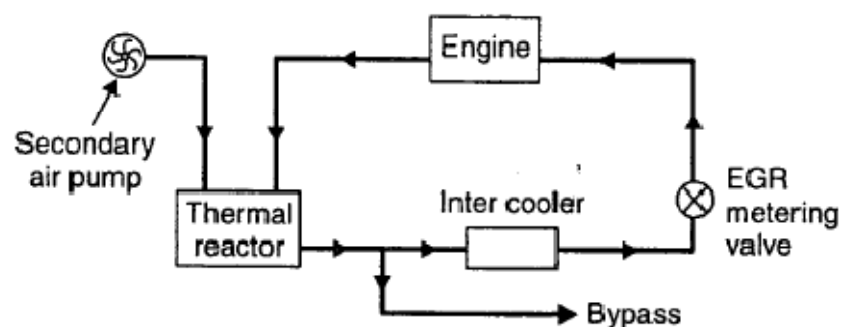 Engine
Secondary
air pump
Thermal
reactor
Inter cooler
EGR
metering
valve
Bypass